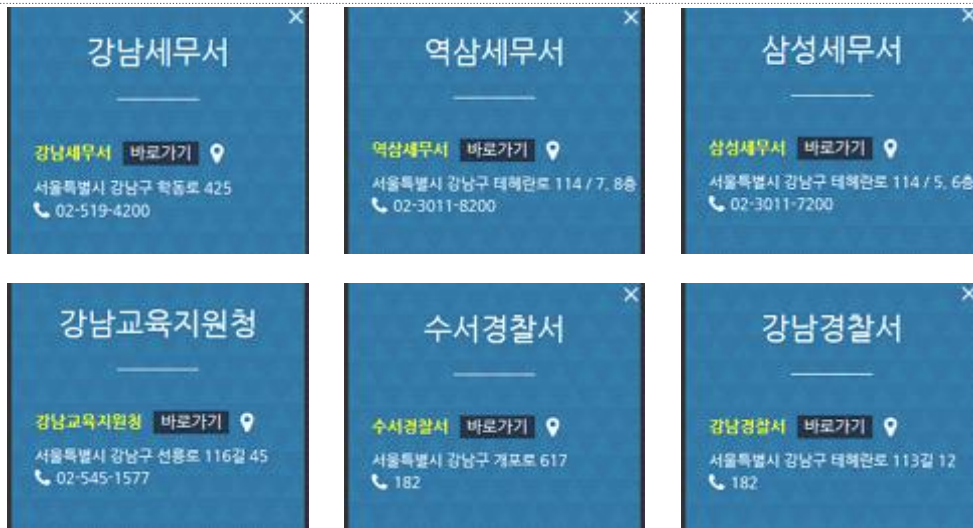 강남세무서
강남세무서 바로가기
서울특별시 강남구 학동로 425
02-519-4200
역삼세무서
역삼세무서 바로가기
서울특별시 강남구 테헤란로 114 / 7, 8층
02-3011-8200
삼성세무서
삼성세무서 바로가기
서울특별시 강남구 테헤란로 114 / 5, 6층
02-3011-7200
강남교육지원청
강남교육지원청 바로가기
서울특별시 강남구 선릉로 116길 45
02-545-1577
수서경찰서
수서경찰서 바로가기
서울특별시 강남구 개포로 617
182
강남경찰서
강남경찰서 바로가기
서울특별시 강남구 테헤란로 113길 12
182